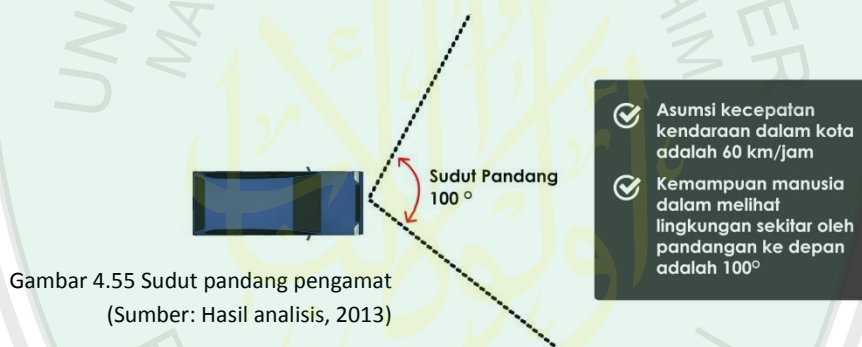 Sudut Pandang
100 °
Asumsi kecepatan
kendaraan dalam kota
adalah 60 km/jam
Kemampuan manusia
dalam melihat
lingkungan sekitar oleh
pandangan ke depan
adalah 100°
Gambar 4.55 Sudut pandang pengamat
(Sumber: Hasil analisis, 2013)